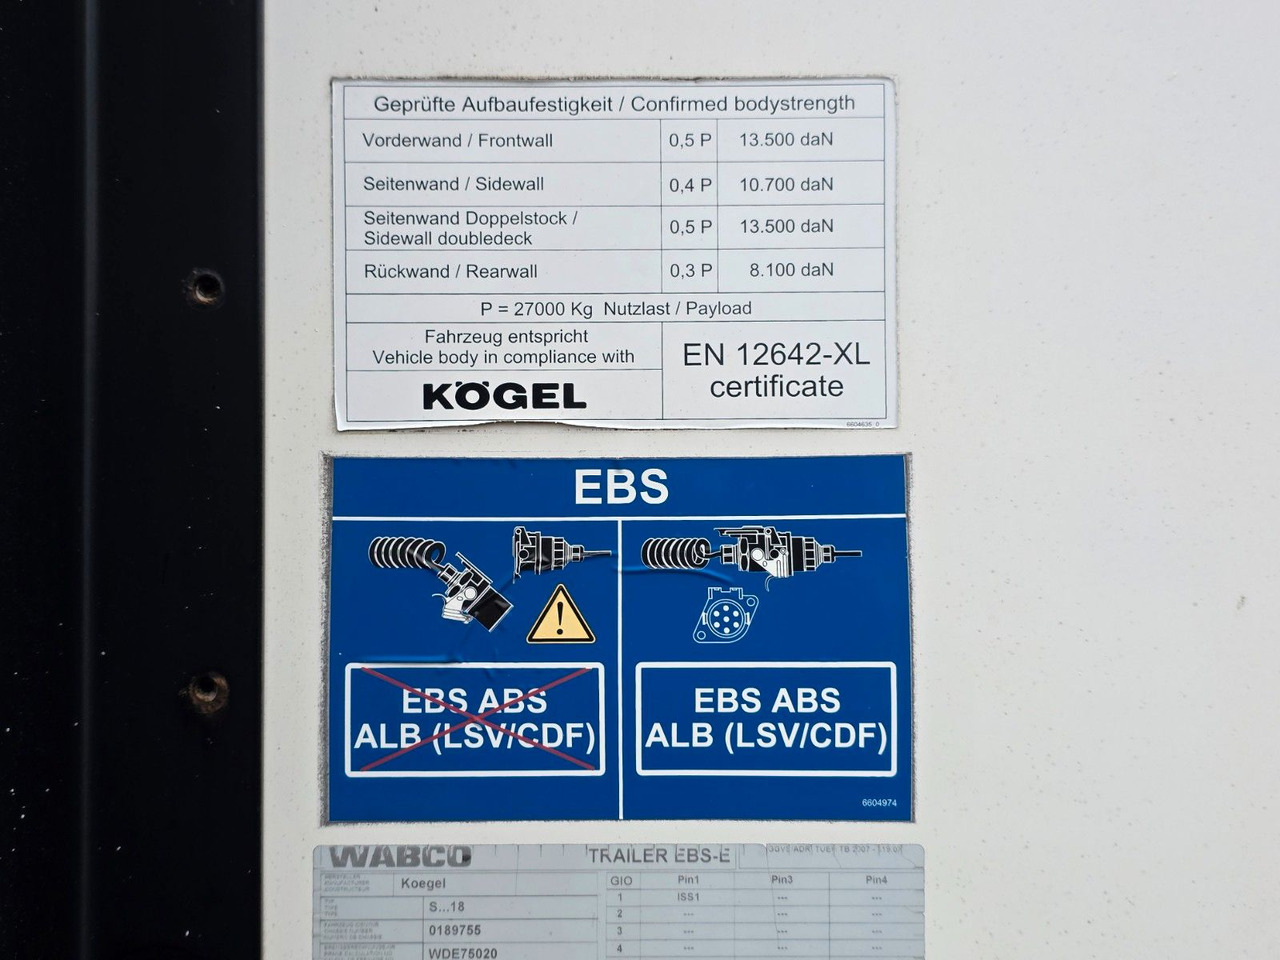 Geprüfte Aufbaufestigkeit / Confirmed bodystrength
Vorderwand / Frontwall 0,5 P 13.500 daN
Seitenwand / Sidewall 0,4 P 10.700 daN
Seitenwand Doppelstock /
Sidewall doubledeck 0,5 P 13.500 daN
Rückwand / Rearwall 0,3 P 8.100 daN
P = 27000 Kg Nutzlast / Payload
Fahrzeug entspricht
Vehicle body in compliance with
KÖGEL
EN 12642-XL
certificate
6604635_0
EBS
EBS ABS
ALB (LSV/CDF)
EBS ABS
ALB (LSV/CDF)
6604974
WABCO TRAILER EBS-E
Koegel
S...18
0189755
WDE75020
GIO Pin1 Pin3 Pin4
1 ISS1 --- ---
2 --- --- ---
3 --- --- ---
4 --- --- ---